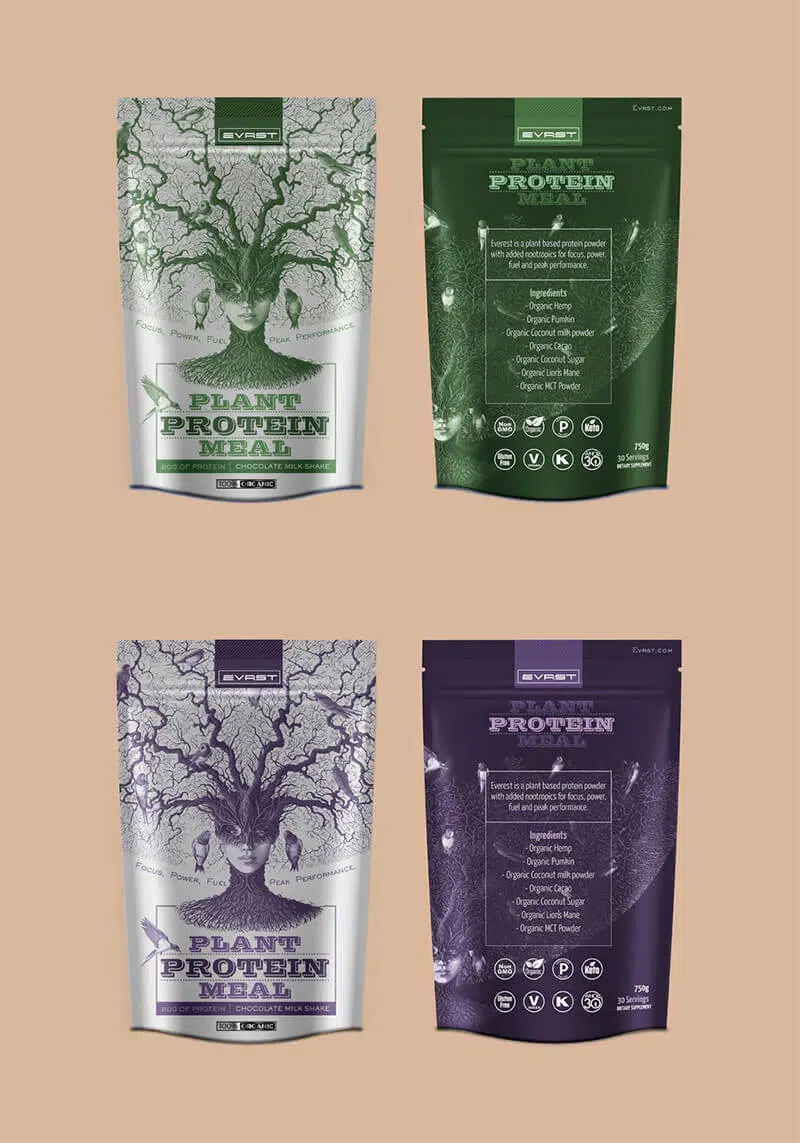 EVRST
Focus, Power, Fuel Peak Performance.
PLANT
PROTEIN
MEAL
20G OF PROTEIN | CHOCOLATE MILK SHAKE
100% ORGANIC
Evrst.com
EVRST
PLANT
PROTEIN
MEAL
Everest is a plant based protein powder
with added nootropics for focus, power,
fuel and peak performance.
Ingredients
- Organic Hemp
- Organic Pumkin
- Organic Coconut milk powder
- Organic Cacao
- Organic Coconut Sugar
- Organic Lion's Mane
- Organic MCT Powder
Non
GMO
Organic
P
Keto
Gluten
Free
V
K
30
750g
30 Servings
DIETARY SUPPLEMENT
EVRST
Focus, Power, Fuel Peak Performance.
PLANT
PROTEIN
MEAL
20G OF PROTEIN | CHOCOLATE MILK SHAKE
100% ORGANIC
Evrst.com
EVRST
PLANT
PROTEIN
MEAL
Everest is a plant based protein powder
with added nootropics for focus, power,
fuel and peak performance.
Ingredients
- Organic Hemp
- Organic Pumkin
- Organic Coconut milk powder
- Organic Cacao
- Organic Coconut Sugar
- Organic Lion's Mane
- Organic MCT Powder
Non
GMO
Organic
P
Keto
Gluten
Free
V
K
30
750g
30 Servings
DIETARY SUPPLEMENT